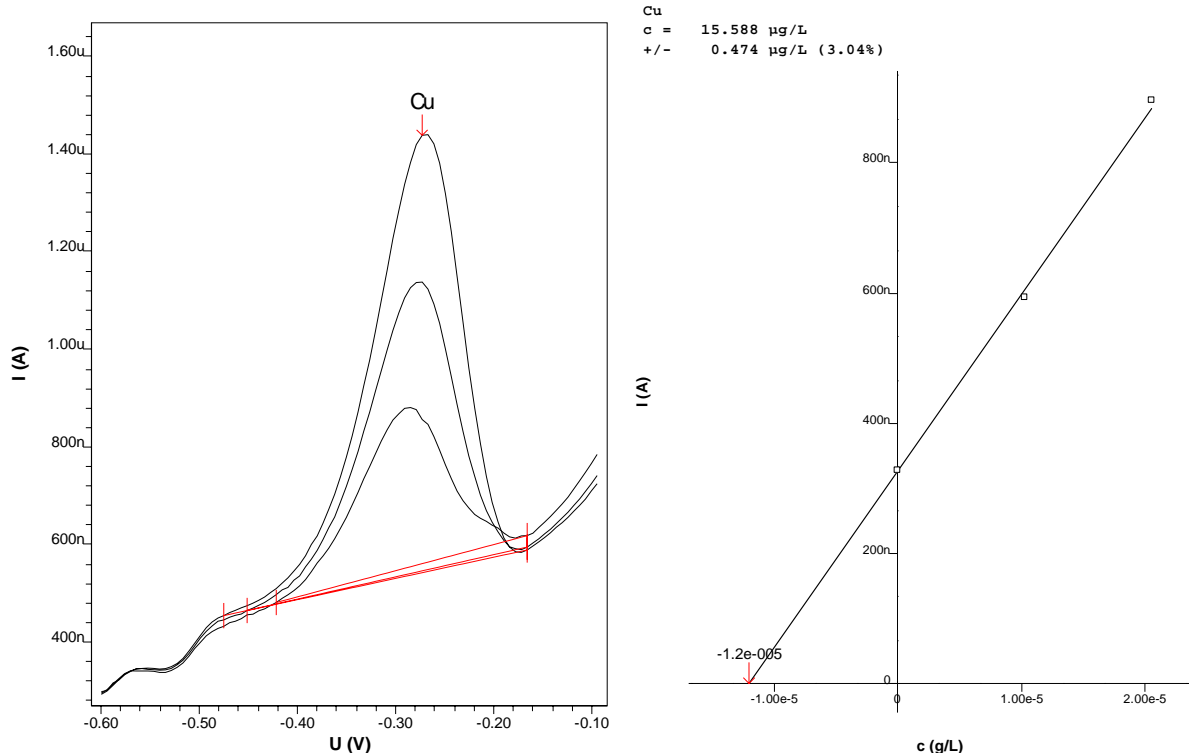 Cu
1.60u
1.40u
1.20u
1.00u
800n
600n
400n
I (A)
-0.60
-0.50
-0.40
-0.30
-0.20
-0.10
U (V)
Cu
c = 15.588 µg/L
+/- 0.474 µg/L (3.04%)
800n
600n
400n
200n
0
I (A)
-1.2e-005
-1.00e-5
0
1.00e-5
2.00e-5
c (g/L)